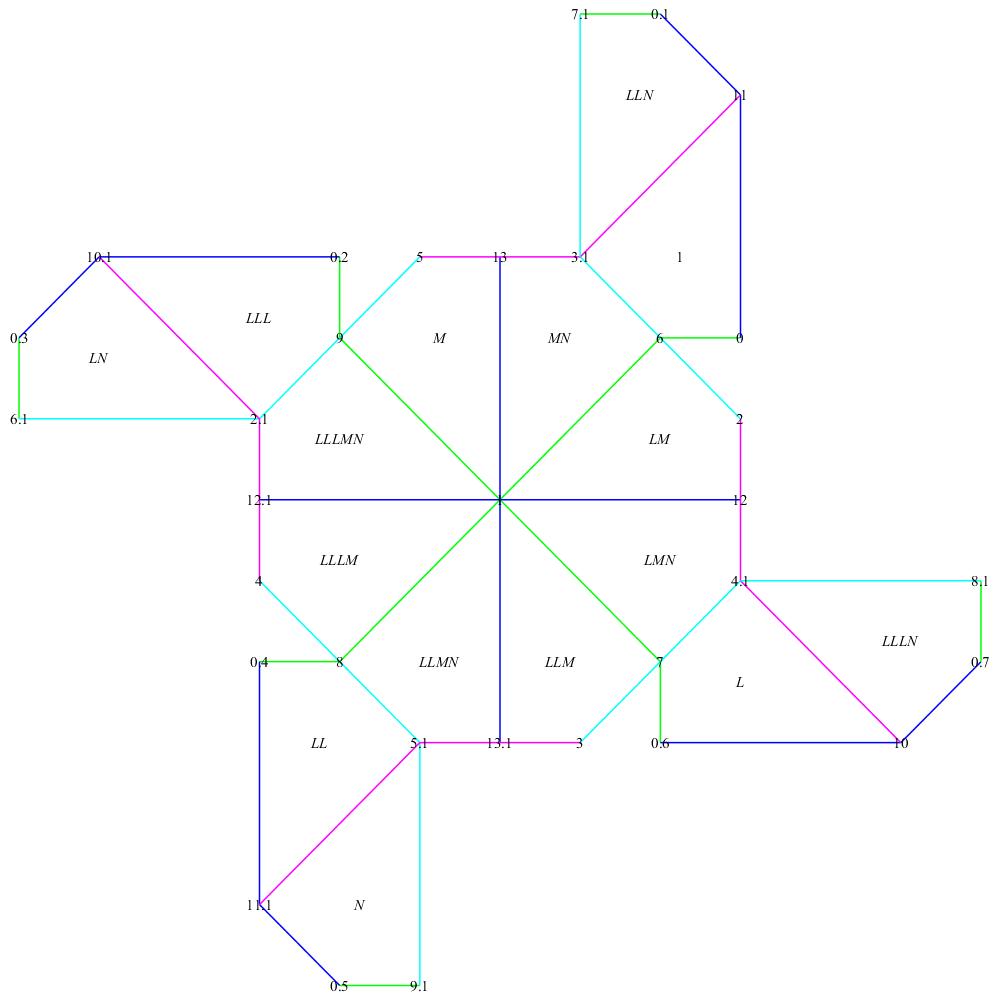 7.1 0.1
LLN 11
10.1 0.2 5 13 3.1 1
LLL
0.3 9 M MN 6 0
LN
6.1 2.1 2
LLLMN LM
12.1 1 12
LLLM LMN
4 4.1 8.1
LLLN
0.4 8 LLMN LLM 7 0.7
L
LL 5.1 13.1 3 0.6 10
11.1 N
0.5 9.1